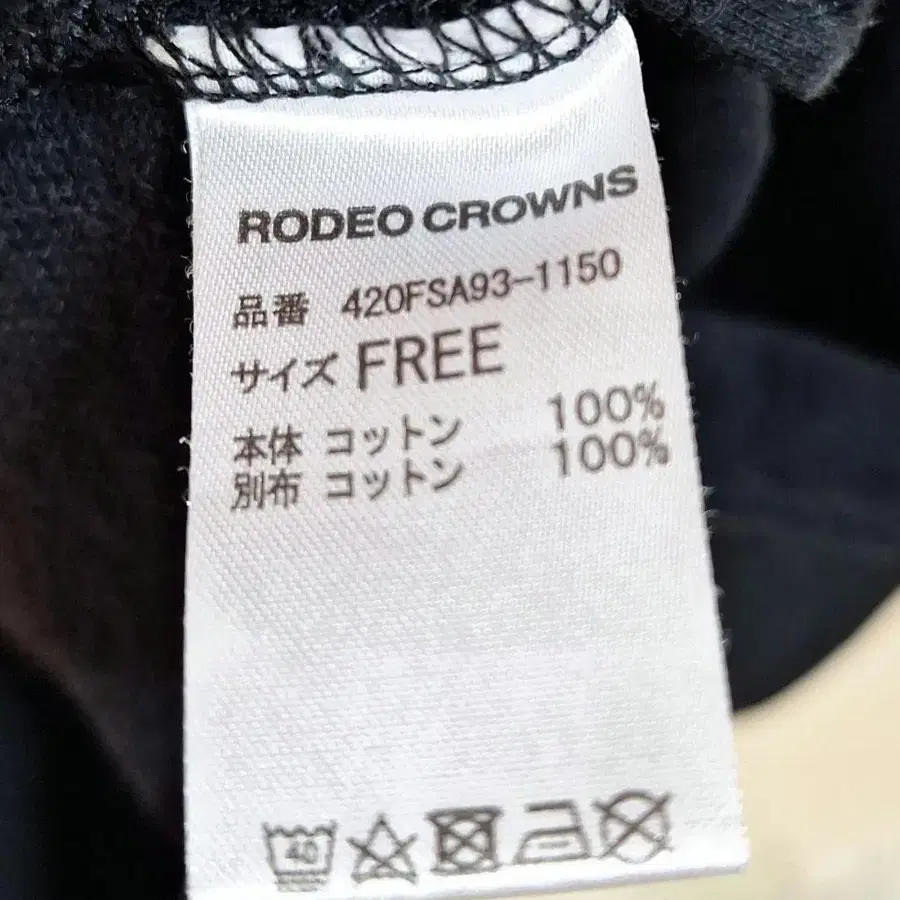 RODEO CROWNS
品番 420FSA93-1150
サイズ FREE
本体 コットン 100%
別布 コットン 100%
40